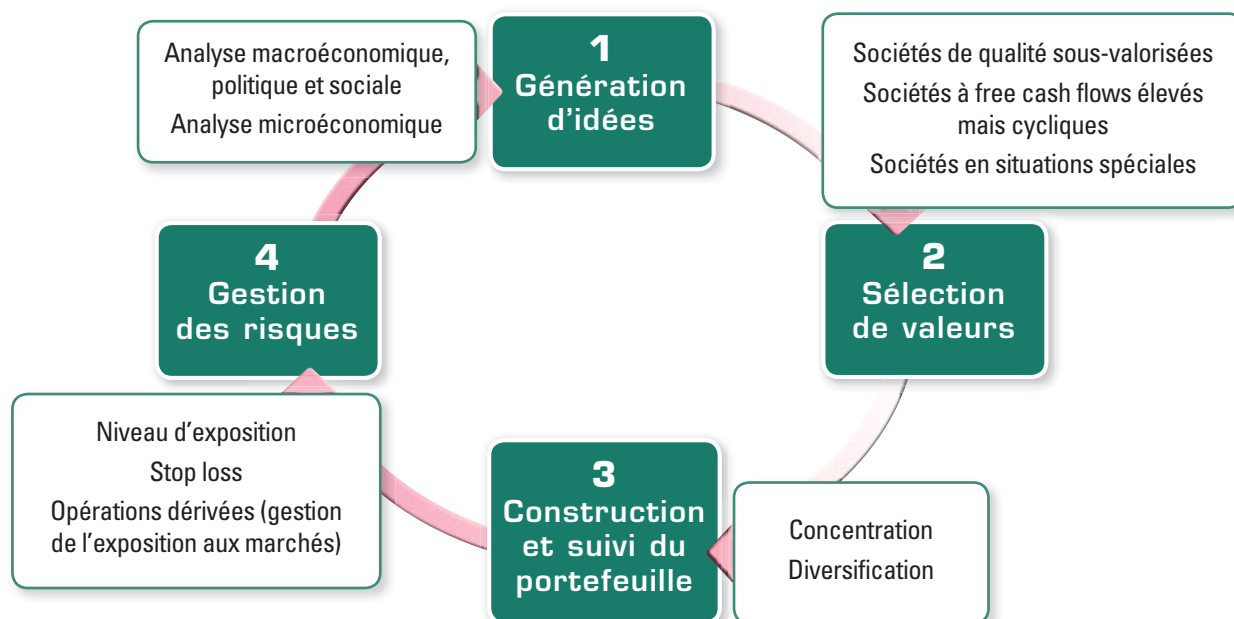 Analyse macroéconomique,
politique et sociale
Analyse microéconomique
1
Génération
d'idées
Sociétés de qualité sous-valorisées
Sociétés à free cash flows élevés
mais cycliques
Sociétés en situations spéciales
2
Sélection
de valeurs
Concentration
Diversification
3
Construction
et suivi du
portefeuille
Niveau d'exposition
Stop loss
Opérations dérivées (gestion
de l'exposition aux marchés)
4
Gestion
des risques